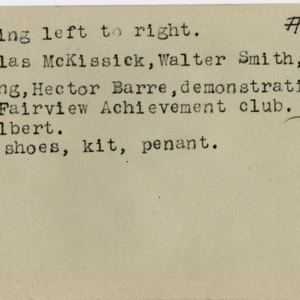 ing left to right. #
las McKissick,Walter Smith,
ng,Hector Barre,demonstrati
Fairview Achievement club.
lbert.
shoes, kit, penant.